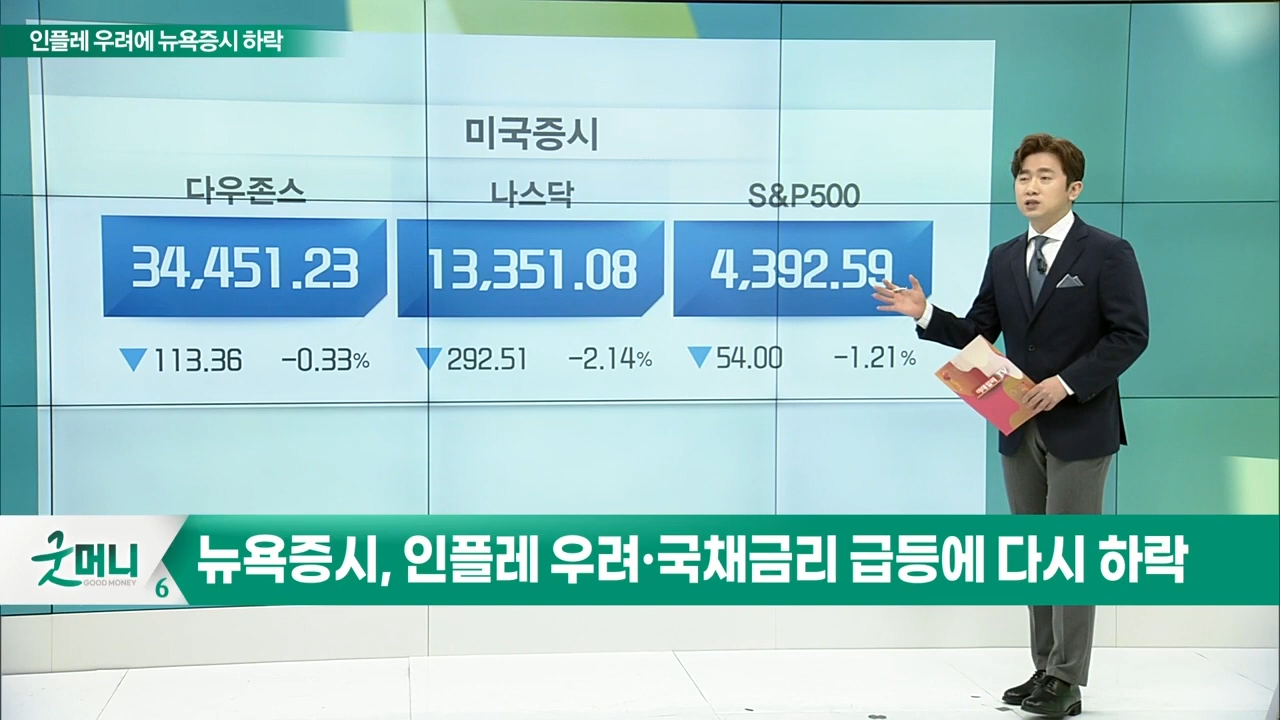 인플레 우려에 뉴욕증시 하락
미국증시
다우존스 나스닥 S&P500
34,451.23 13,351.08 4,392.59
▼113.36 -0.33% ▼292.51 -2.14% ▼54.00 -1.21%
굿머니 GOOD MONEY 6
뉴욕증시, 인플레 우려·국채금리 급등에 다시 하락